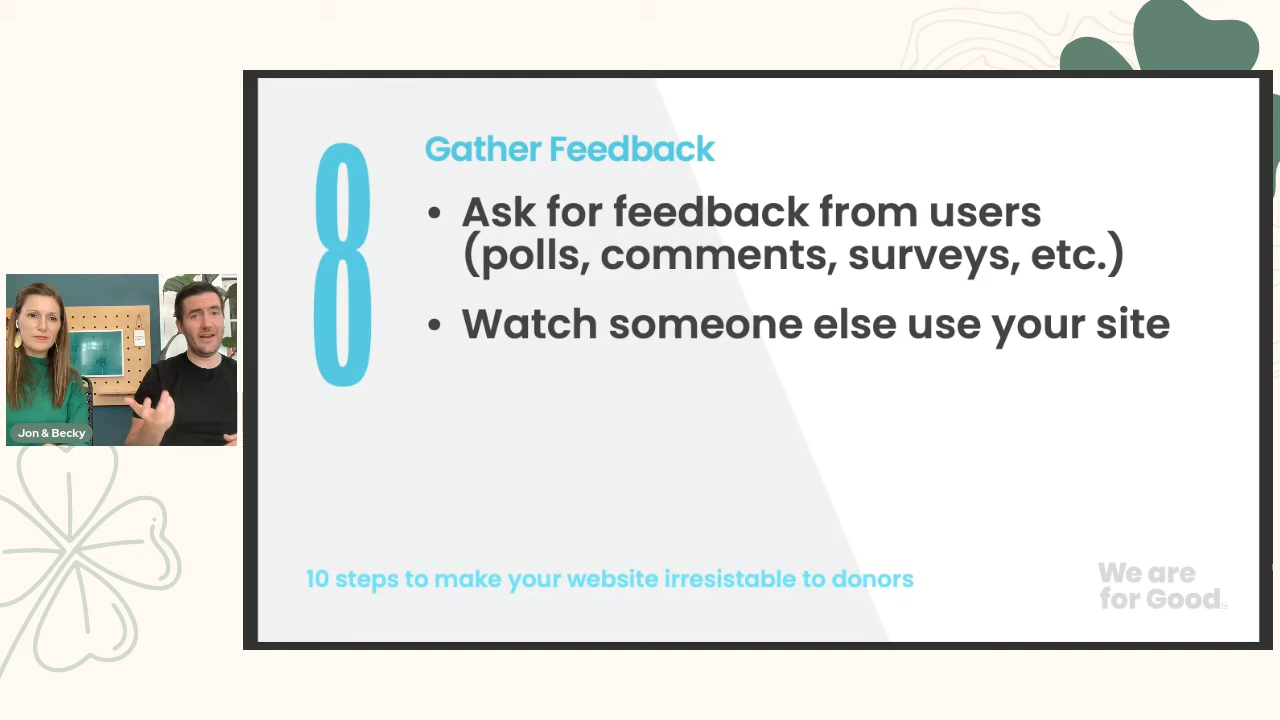 8
Gather Feedback
• Ask for feedback from users
(polls, comments, surveys, etc.)
• Watch someone else use your site
Jon & Becky
10 steps to make your website irresistable to donors
We are
for Good